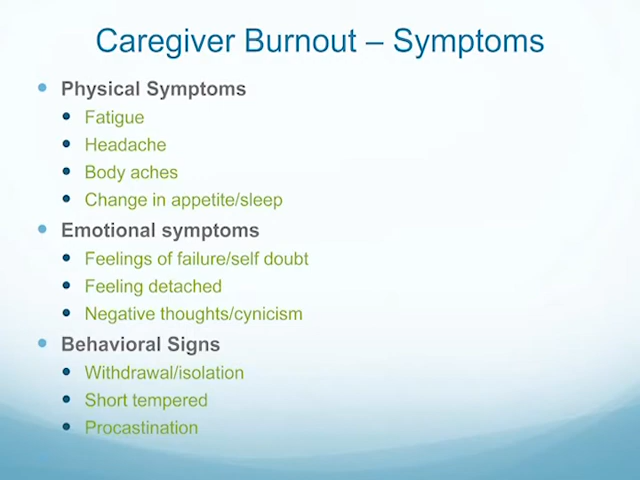 Caregiver Burnout – Symptoms
Physical Symptoms
Fatigue
Headache
Body aches
Change in appetite/sleep
Emotional symptoms
Feelings of failure/self doubt
Feeling detached
Negative thoughts/cynicism
Behavioral Signs
Withdrawal/isolation
Short tempered
Procastination